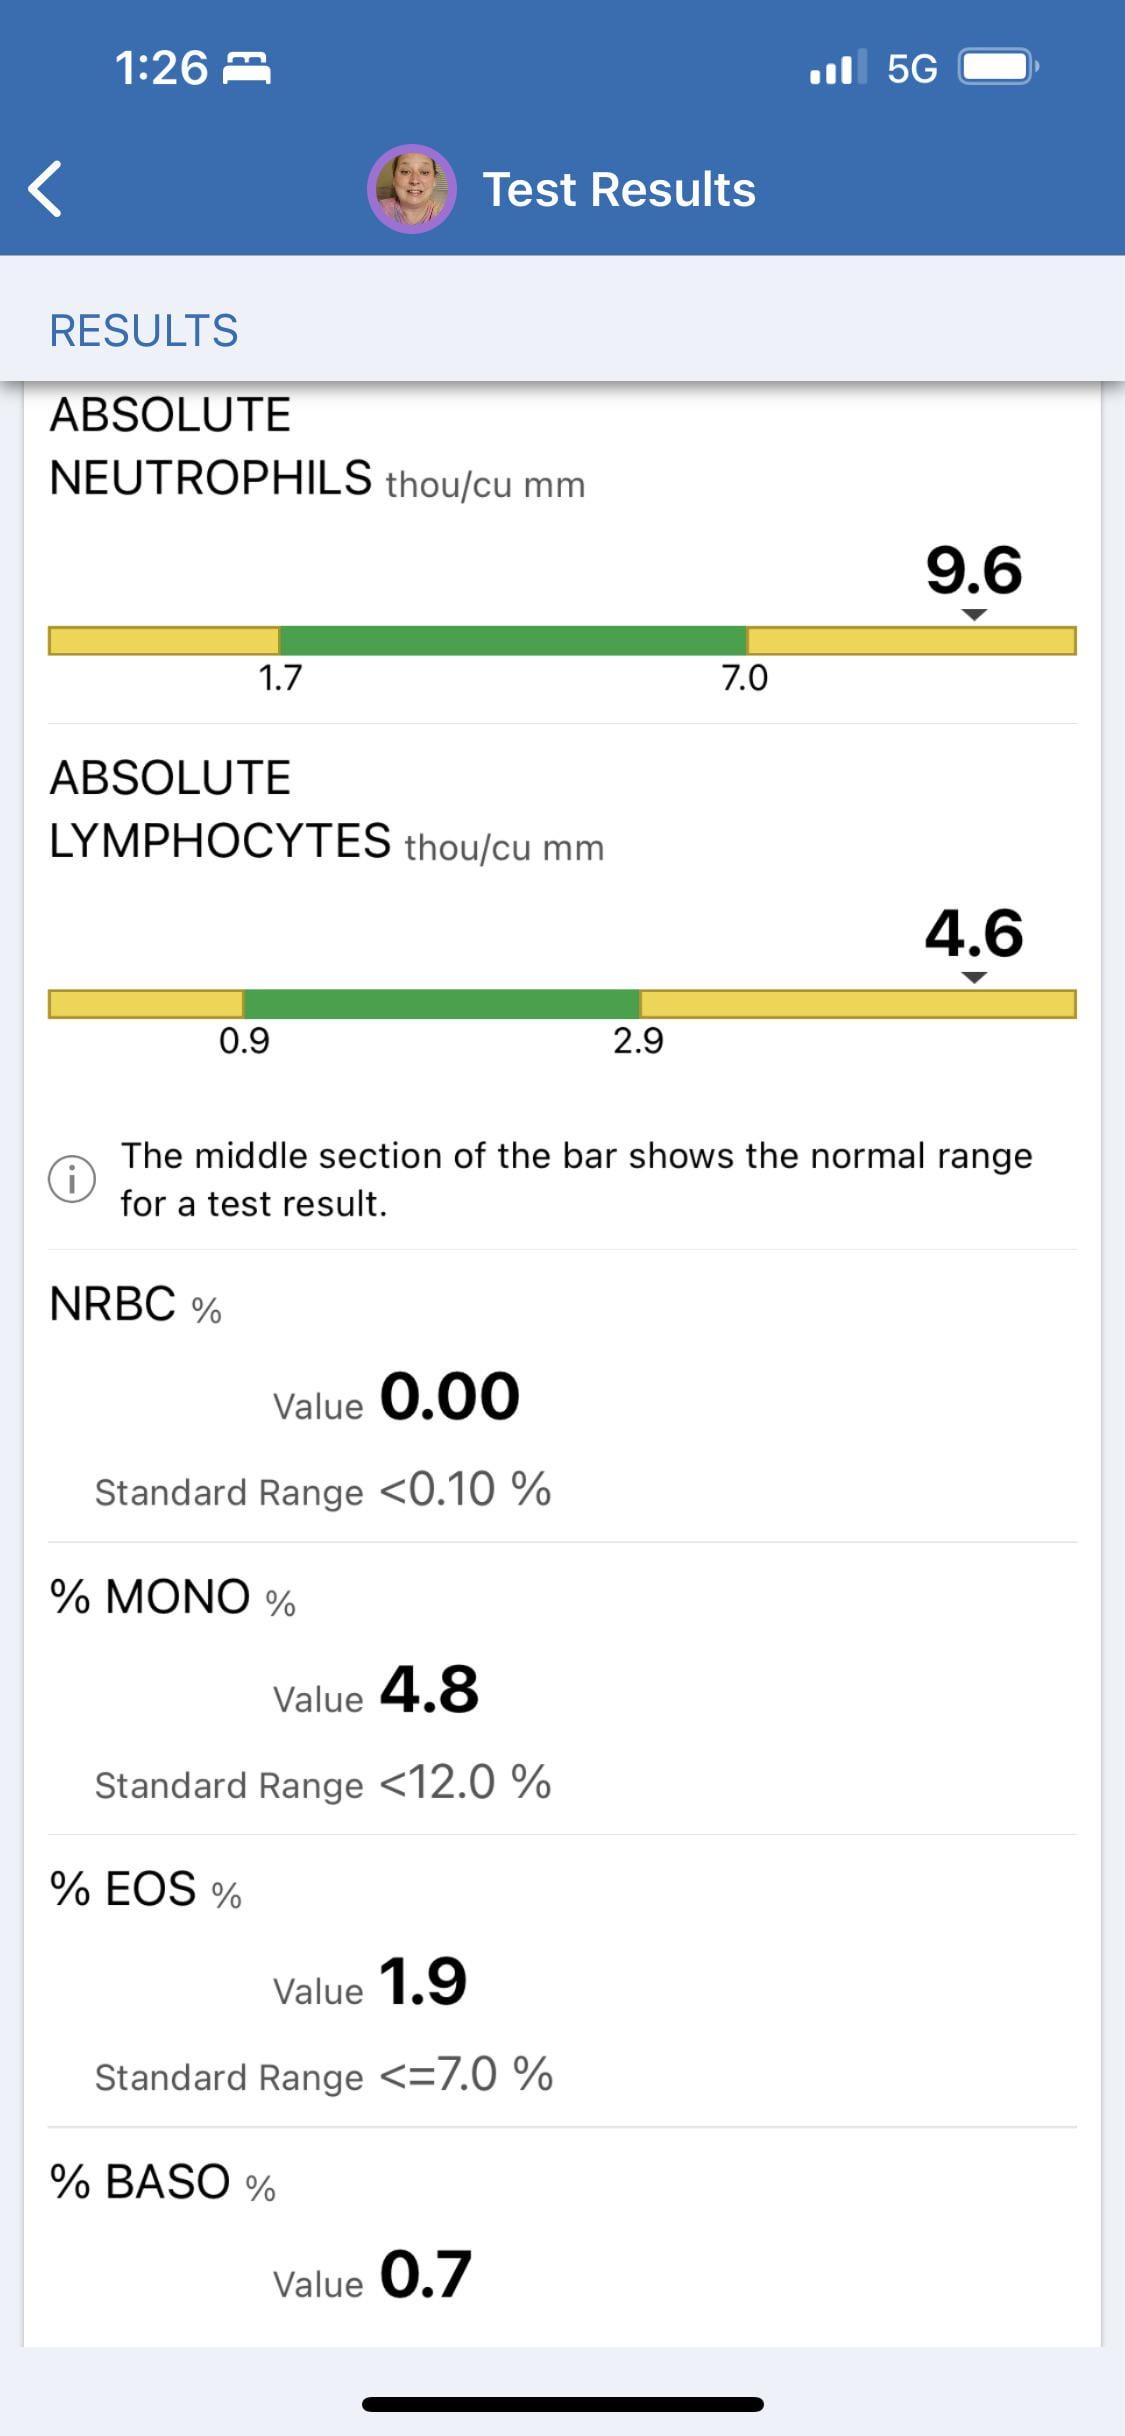 1:26 5G
Test Results
RESULTS
ABSOLUTE
NEUTROPHILS thou/cu mm
9.6
1.7 7.0
ABSOLUTE
LYMPHOCYTES thou/cu mm
4.6
0.9 2.9
The middle section of the bar shows the normal range
for a test result.
NRBC %
Value 0.00
Standard Range <0.10 %
% MONO %
Value 4.8
Standard Range <12.0 %
% EOS %
Value 1.9
Standard Range <=7.0 %
% BASO %
Value 0.7